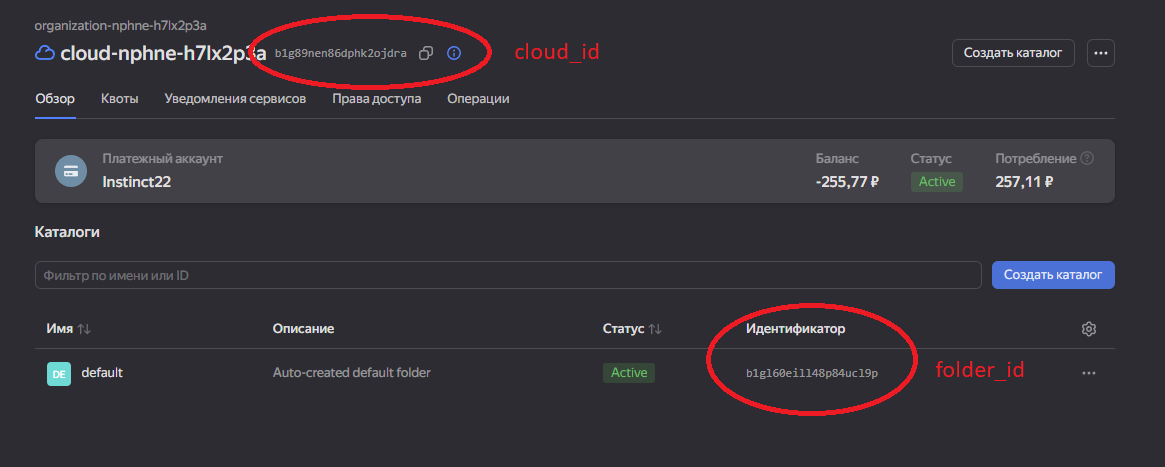 organization-nphne-h7lx2p3a
cloud-nphne-h7lx2p3a b1g89nen86dphk2ojdra cloud_id Создать каталог
Обзор Квоты Уведомления сервисов Права доступа Операции
Платежный аккаунт Баланс Статус Потребление
Instinct22 -255,77 ₽ Active 257,11 ₽
Каталоги
Фильтр по имени или ID Создать каталог
Имя Описание Статус Идентификатор
DE default Auto-created default folder Active b1gl60ei1l48p84uc19p folder_id